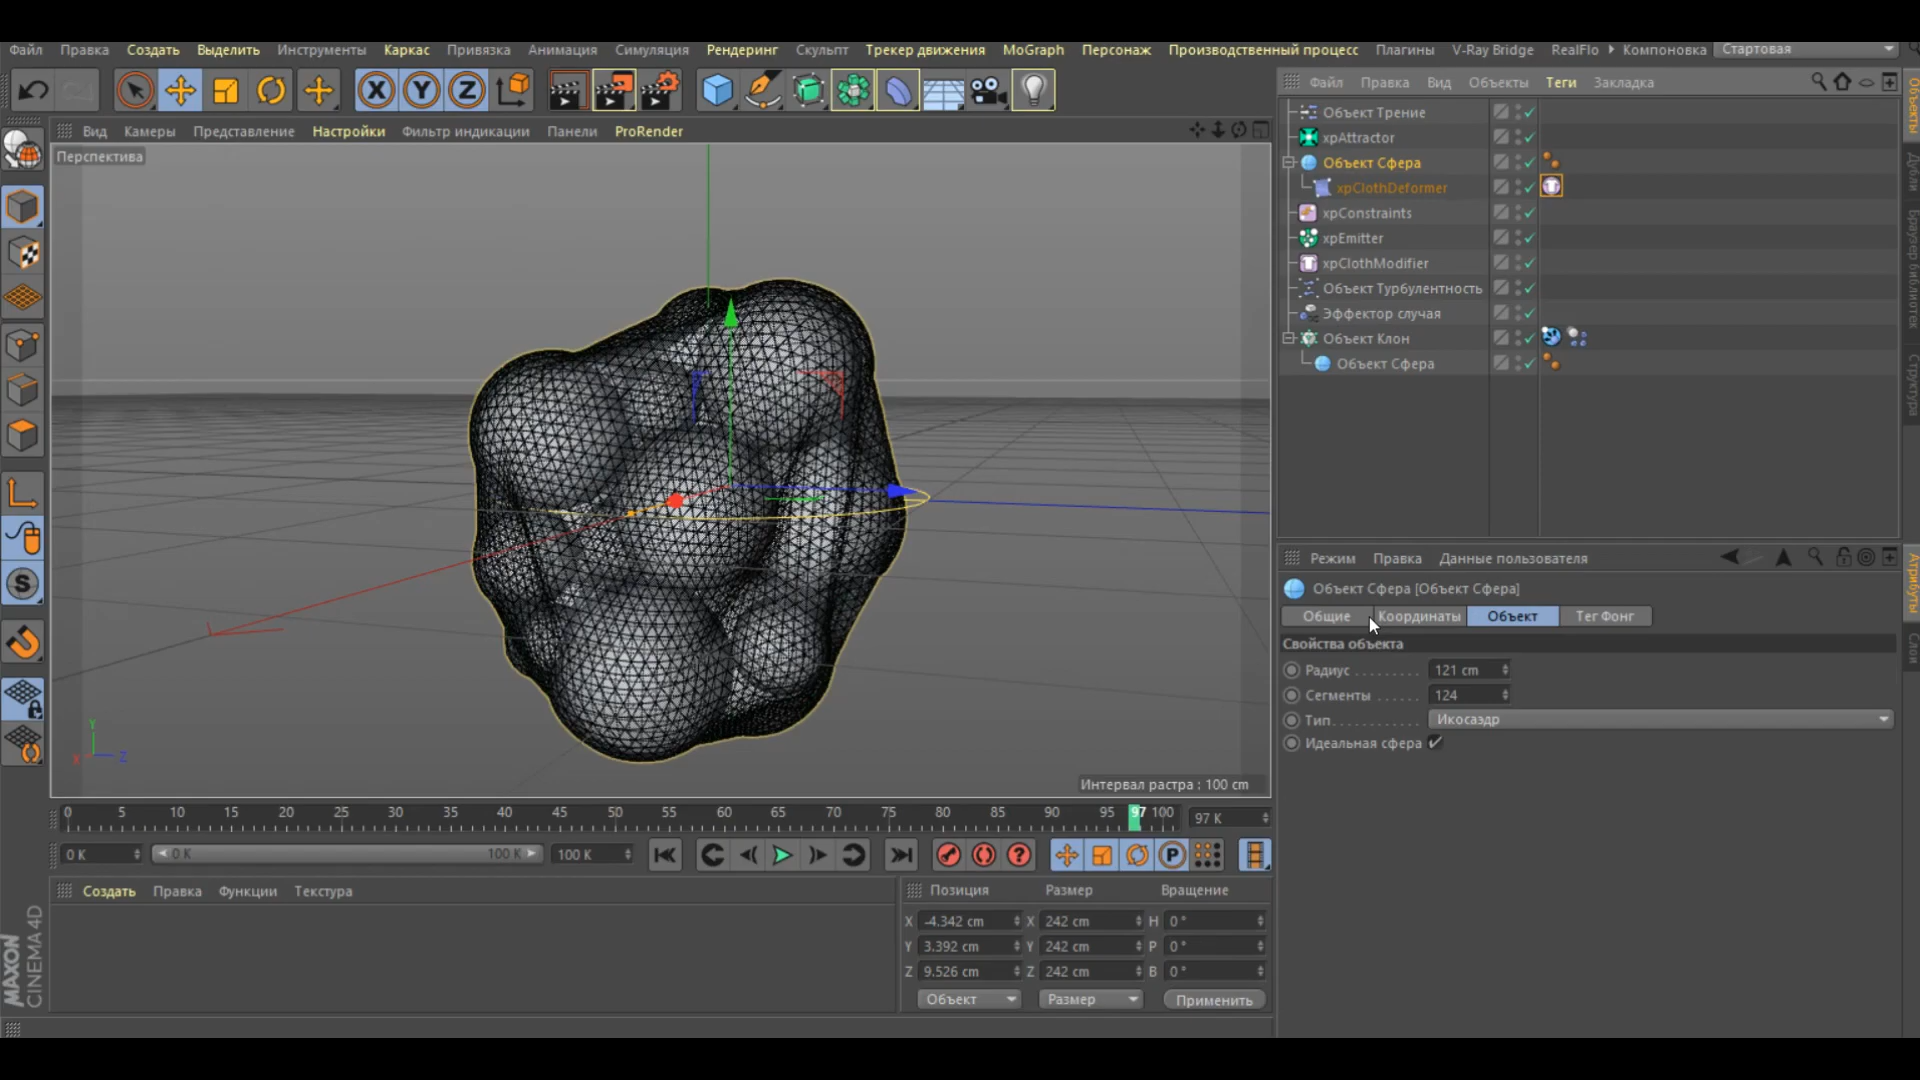 Файл Правка Создать Выделить Инструменты Каркас Привязка Анимация Симуляция Рендеринг Скульпт Трекер движения MoGraph Персонаж Производственный процесс Плагины V-Ray Bridge RealFlo Компоновка Стартовая
X Y Z
Файл Правка Вид Объекты Теги Закладка
Вид Камеры Представление Настройки Фильтр индикации Панели ProRender
Перспектива
Объект Трение
xpAttractor
Объект Сфера
xpClothDeformer
xpConstraints
xpEmitter
xpClothModifier
Объект Турбулентность
Эффектор случая
Объект Клон
Объект Сфера
Объекты
Дубли
Браузер библиотек
Структура
Режим Правка Данные пользователя
Объект Сфера [Объект Сфера]
Общие Координаты Объект Тег Фонг
Свойства объекта
Радиус . . . . . . . . . 121 cm
Сегменты . . . . . . 124
Тип. . . . . . . . . . . . Икосаэдр
Идеальная сфера
Атрибуты
Слои
S
Y
X Z
Интервал растра : 100 cm
0 5 10 15 20 25 30 35 40 45 50 55 60 65 70 75 80 85 90 95 97 100 97 K
0 K 0 K 100 K 100 K
? P
Создать Правка Функции Текстура
Позиция Размер Вращение
X -4.342 cm X 242 cm H 0 °
Y 3.392 cm Y 242 cm P 0 °
Z 9.526 cm Z 242 cm B 0 °
Объект Размер Применить
MAXON
CINEMA 4D